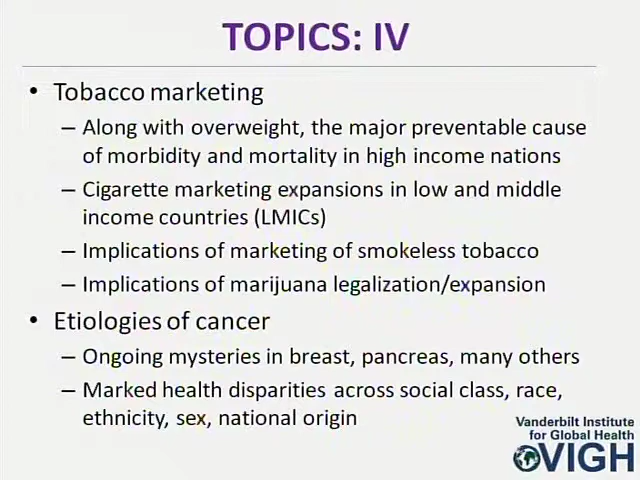 TOPICS: IV
• Tobacco marketing
– Along with overweight, the major preventable cause
of morbidity and mortality in high income nations
– Cigarette marketing expansions in low and middle
income countries (LMICs)
– Implications of marketing of smokeless tobacco
– Implications of marijuana legalization/expansion
• Etiologies of cancer
– Ongoing mysteries in breast, pancreas, many others
– Marked health disparities across social class, race,
ethnicity, sex, national origin
Vanderbilt Institute
for Global Health
VIGH